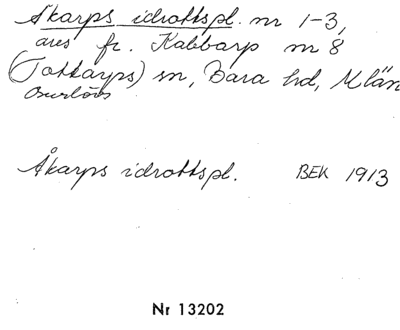 Åkarps idrottspl. nr 1-3,
avs fr. Kabbarp nr 8
(Tottarps) sn, Bara hd, M län
Burlövs
Åkarps idrottspl. BEK 1913
Nr 13202